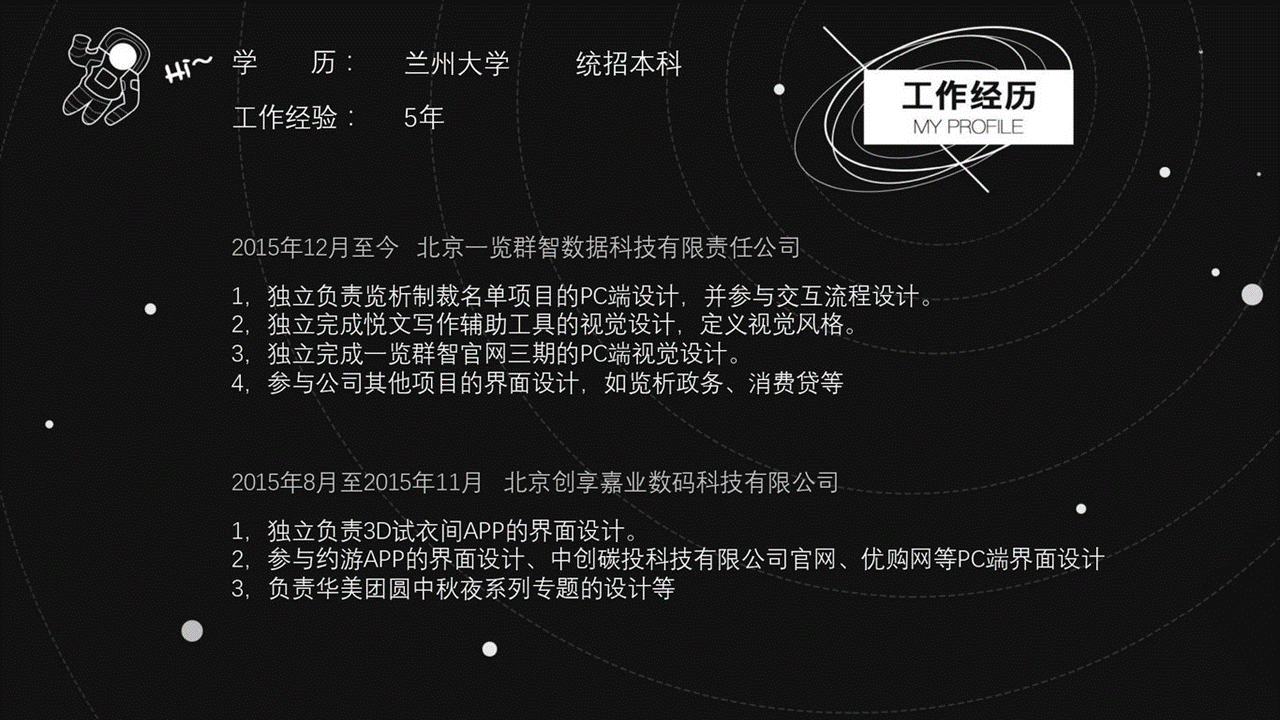 Hi~
学 历： 兰州大学 统招本科
工作经验： 5年
工作经历
MY PROFILE
2015年12月至今 北京一览群智数据科技有限责任公司
1，独立负责览析制裁名单项目的PC端设计，并参与交互流程设计。
2，独立完成悦文写作辅助工具的视觉设计，定义视觉风格。
3，独立完成一览群智官网三期的PC端视觉设计。
4，参与公司其他项目的界面设计，如览析政务、消费贷等
2015年8月至2015年11月 北京创享嘉业数码科技有限公司
1，独立负责3D试衣间APP的界面设计。
2，参与约游APP的界面设计、中创碳投科技有限公司官网、优购网等PC端界面设计
3，负责华美团圆中秋夜系列专题的设计等